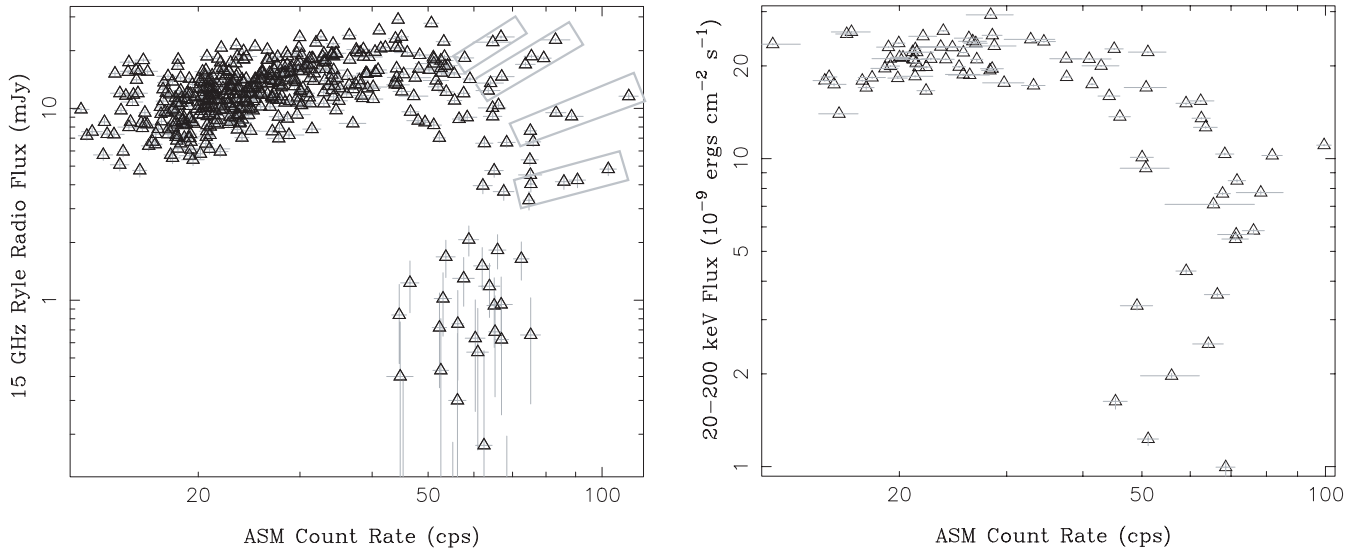 15 GHz Ryle Radio Flux (mJy)
10
1
20 50 100
ASM Count Rate (cps)
20−200 keV Flux (10⁻⁹ ergs cm⁻² s⁻¹)
20
10
5
2
1
20 50 100
ASM Count Rate (cps)